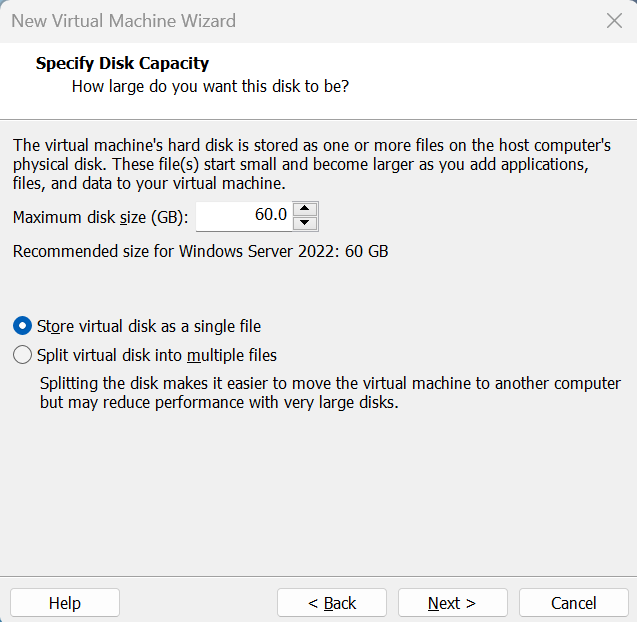 New Virtual Machine Wizard
Specify Disk Capacity
How large do you want this disk to be?
The virtual machine's hard disk is stored as one or more files on the host computer's
physical disk. These file(s) start small and become larger as you add applications,
files, and data to your virtual machine.
Maximum disk size (GB): 60.0
Recommended size for Windows Server 2022: 60 GB
Store virtual disk as a single file
Split virtual disk into multiple files
Splitting the disk makes it easier to move the virtual machine to another computer
but may reduce performance with very large disks.
Help < Back Next > Cancel